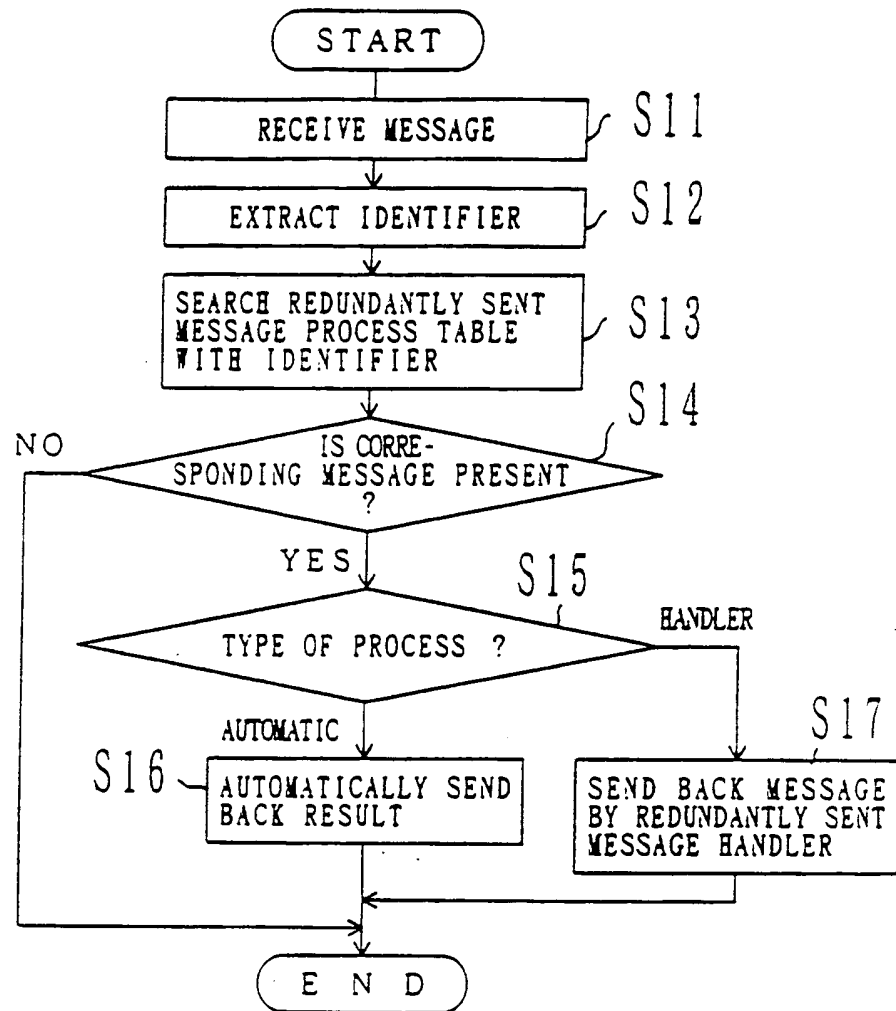 START
RECEIVE MESSAGE
S11
EXTRACT IDENTIFIER
S12
SEARCH REDUNDANTLY SENT
MESSAGE PROCESS TABLE
WITH IDENTIFIER
S13
S14
NO
IS CORRE-
SPONDING MESSAGE PRESENT
?
YES
S15
TYPE OF PROCESS ?
HANDLER
AUTOMATIC
S16
AUTOMATICALLY SEND
BACK RESULT
S17
SEND BACK MESSAGE
BY REDUNDANTLY SENT
MESSAGE HANDLER
END